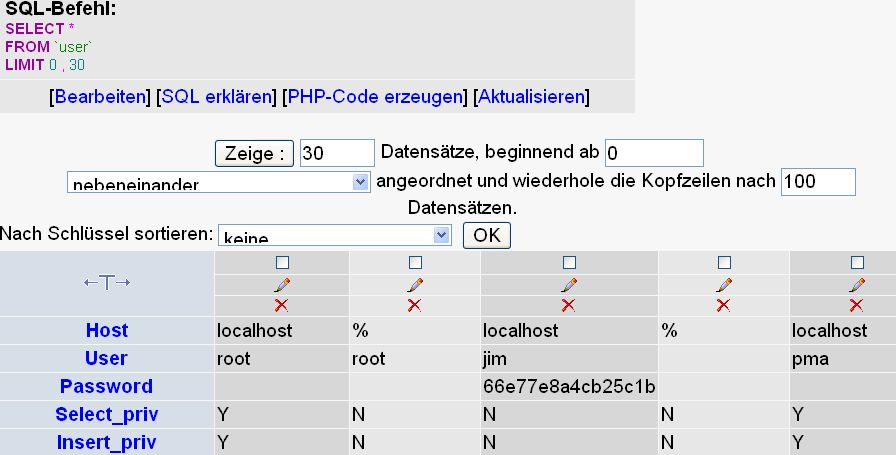 SQL-Befehl:
SELECT *
FROM `user`
LIMIT 0 , 30
[Bearbeiten] [SQL erklären] [PHP-Code erzeugen] [Aktualisieren]
Zeige : 30 Datensätze, beginnend ab 0
nebeneinander angeordnet und wiederhole die Kopfzeilen nach 100
Datensätzen.
Nach Schlüssel sortieren: keine OK
←T→
Host localhost % localhost % localhost
User root root jim pma
Password 66e77e8a4cb25c1b
Select_priv Y N N N Y
Insert_priv Y N N N Y